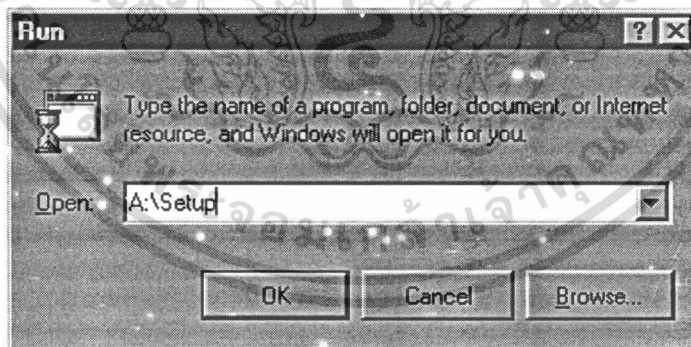 Run
Type the name of a program, folder, document, or Internet
resource, and Windows will open it for you.
Open: A:\Setup
OK Cancel Browse...